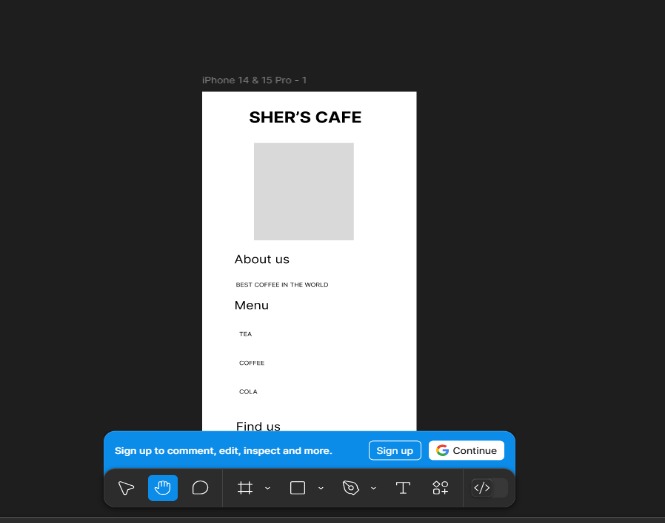 iPhone 14 & 15 Pro - 1
SHER'S CAFE
About us
BEST COFFEE IN THE WORLD
Menu
TEA
COFFEE
COLA
Find us
Sign up to comment, edit, inspect and more.
Sign up
Continue